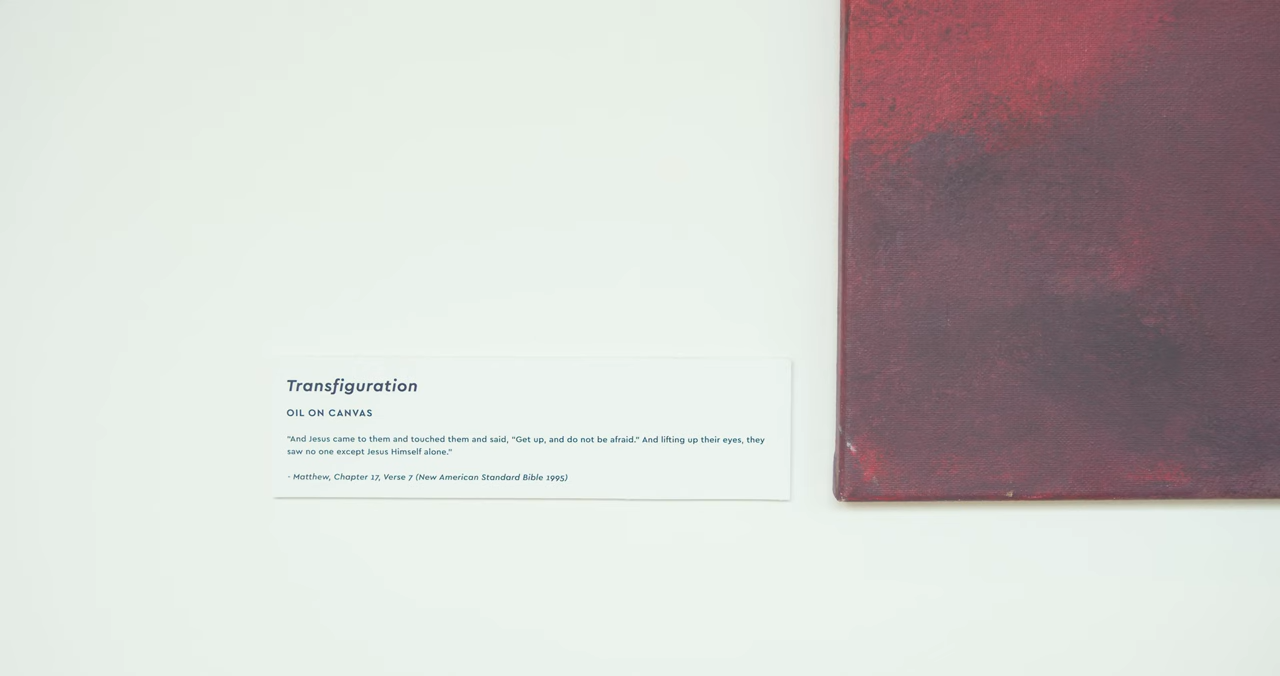 Transfiguration
OIL ON CANVAS
"And Jesus came to them and touched them and said, "Get up, and do not be afraid." And lifting up their eyes, they
saw no one except Jesus Himself alone."
- Matthew, Chapter 17, Verse 7 (New American Standard Bible 1995)